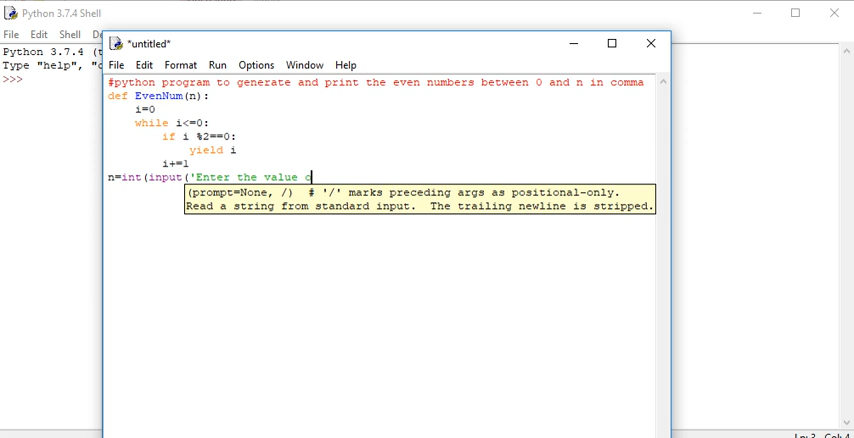 Python 3.7.4 Shell
File Edit Shell
Python 3.7.4 (t
Type "help", "c
>>>
*untitled*
File Edit Format Run Options Window Help
#python program to generate and print the even numbers between 0 and n in comma
def EvenNum(n):
i=0
while i<=0:
if i %2==0:
yield i
i+=1
n=int(input('Enter the value o
(prompt=None, /) # '/' marks preceding args as positional-only.
Read a string from standard input. The trailing newline is stripped.